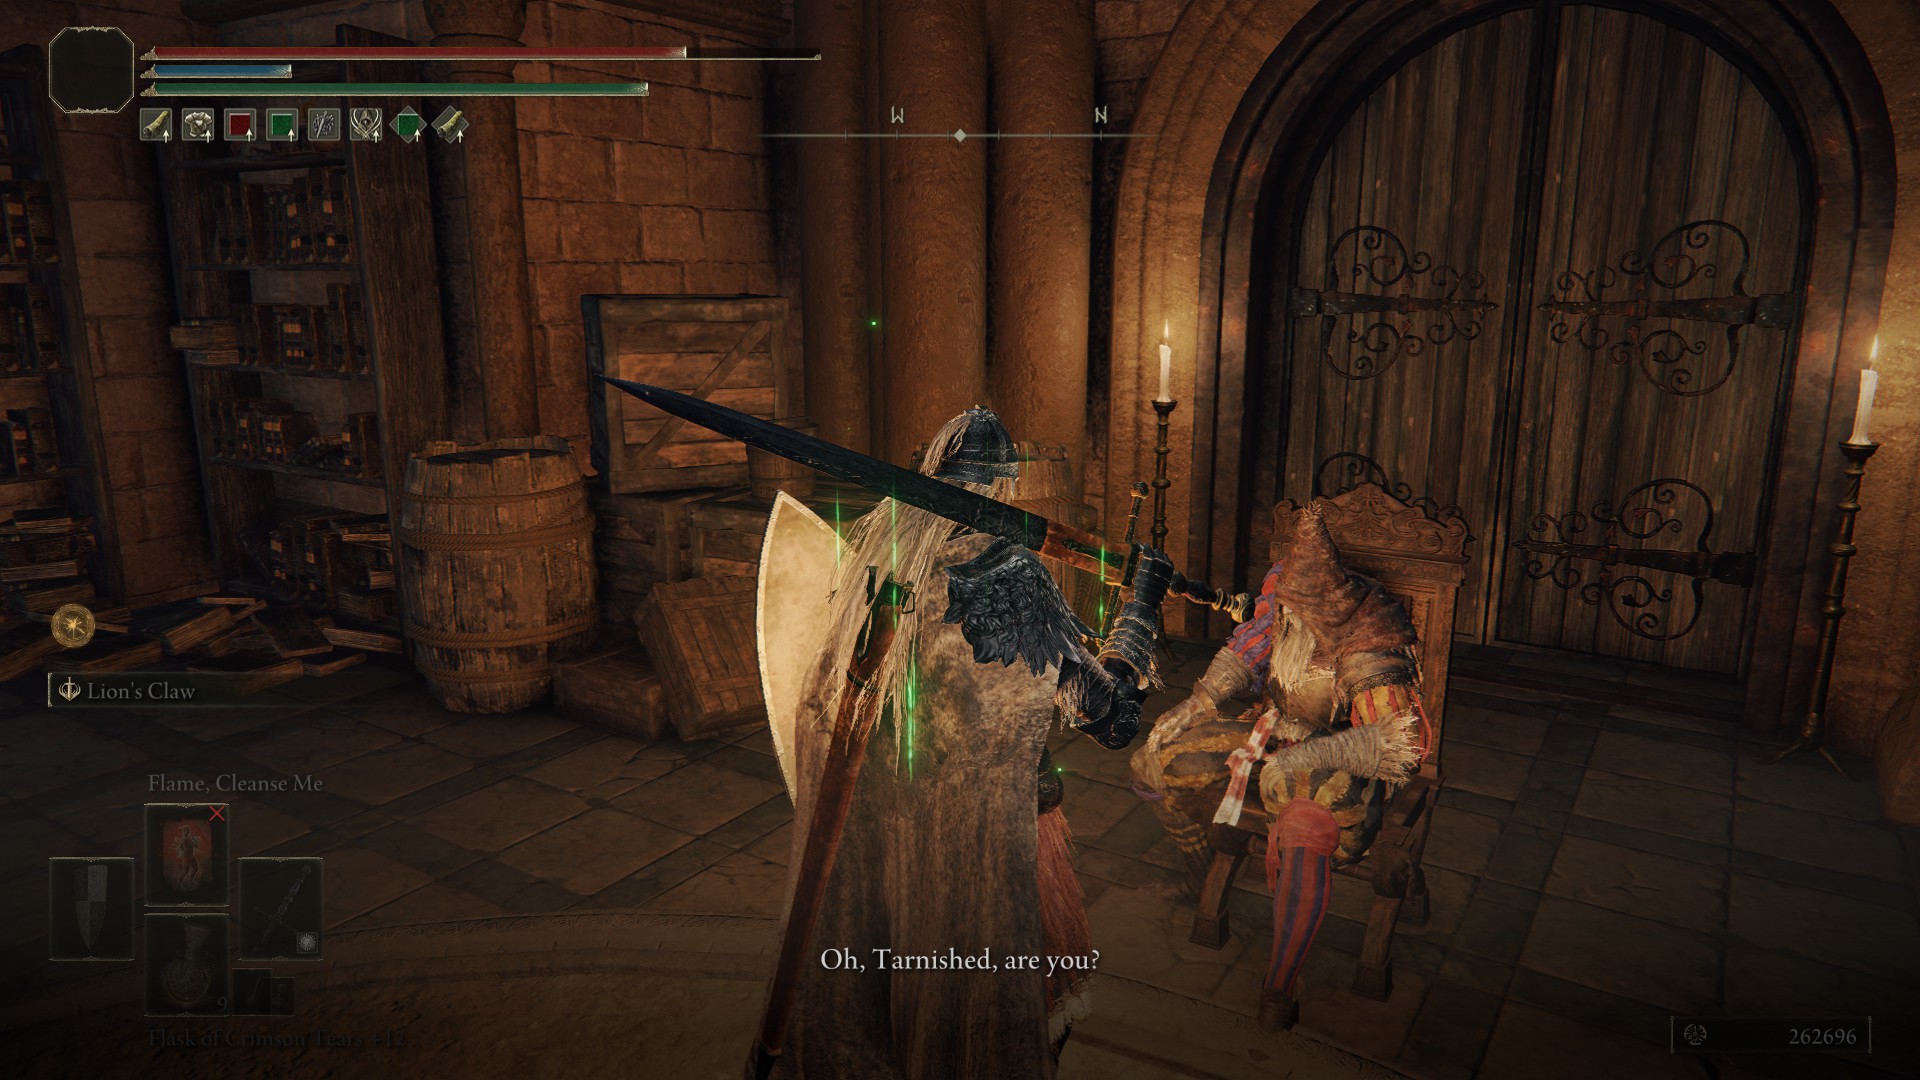 W N
Lion's Claw
Flame, Cleanse Me
9
Flask of Crimson Tears +12
Oh, Tarnished, are you?
262696